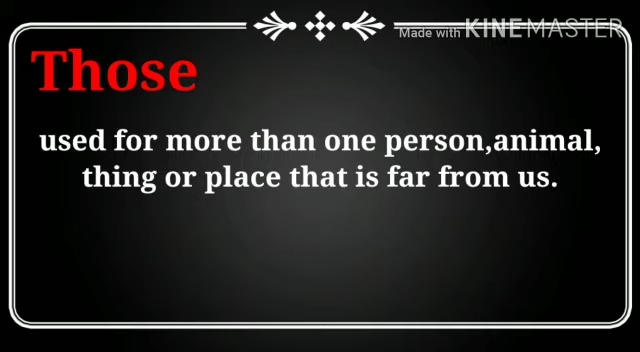 Made with KINEMASTER
Those
used for more than one person,animal,
thing or place that is far from us.